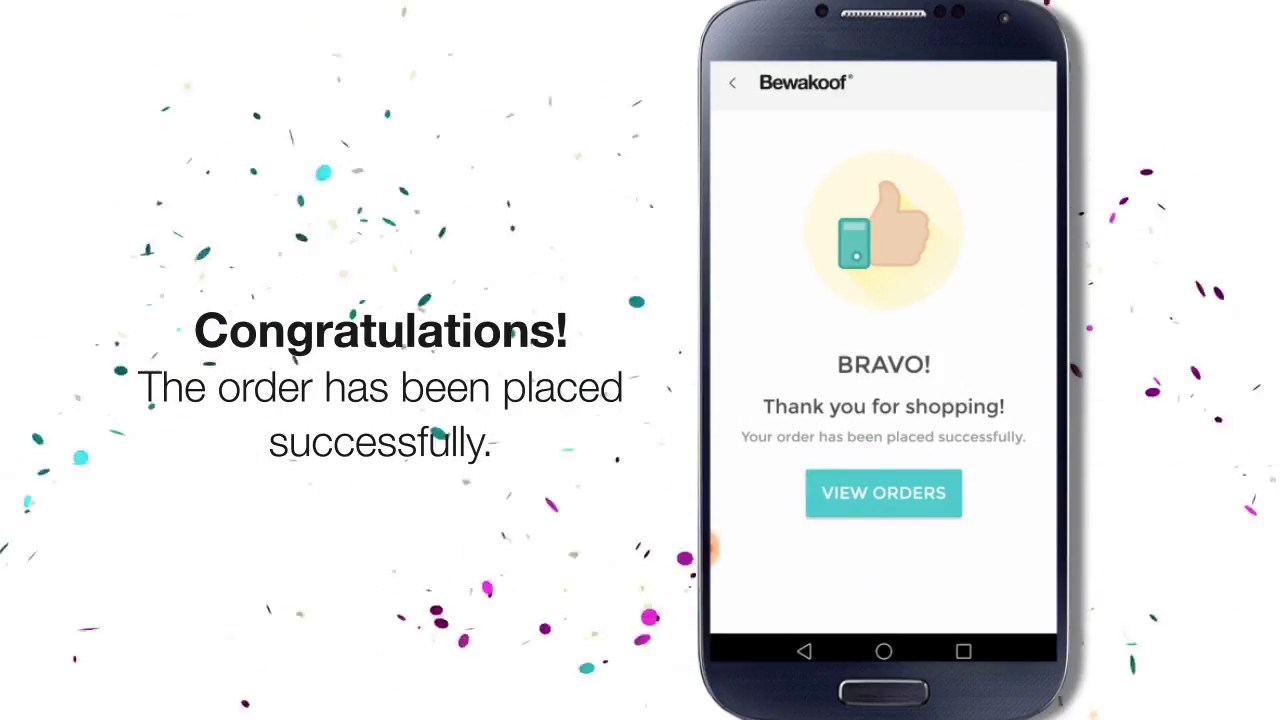 Congratulations!
The order has been placed
successfully.
Bewakoof®
BRAVO!
Thank you for shopping!
Your order has been placed successfully.
VIEW ORDERS